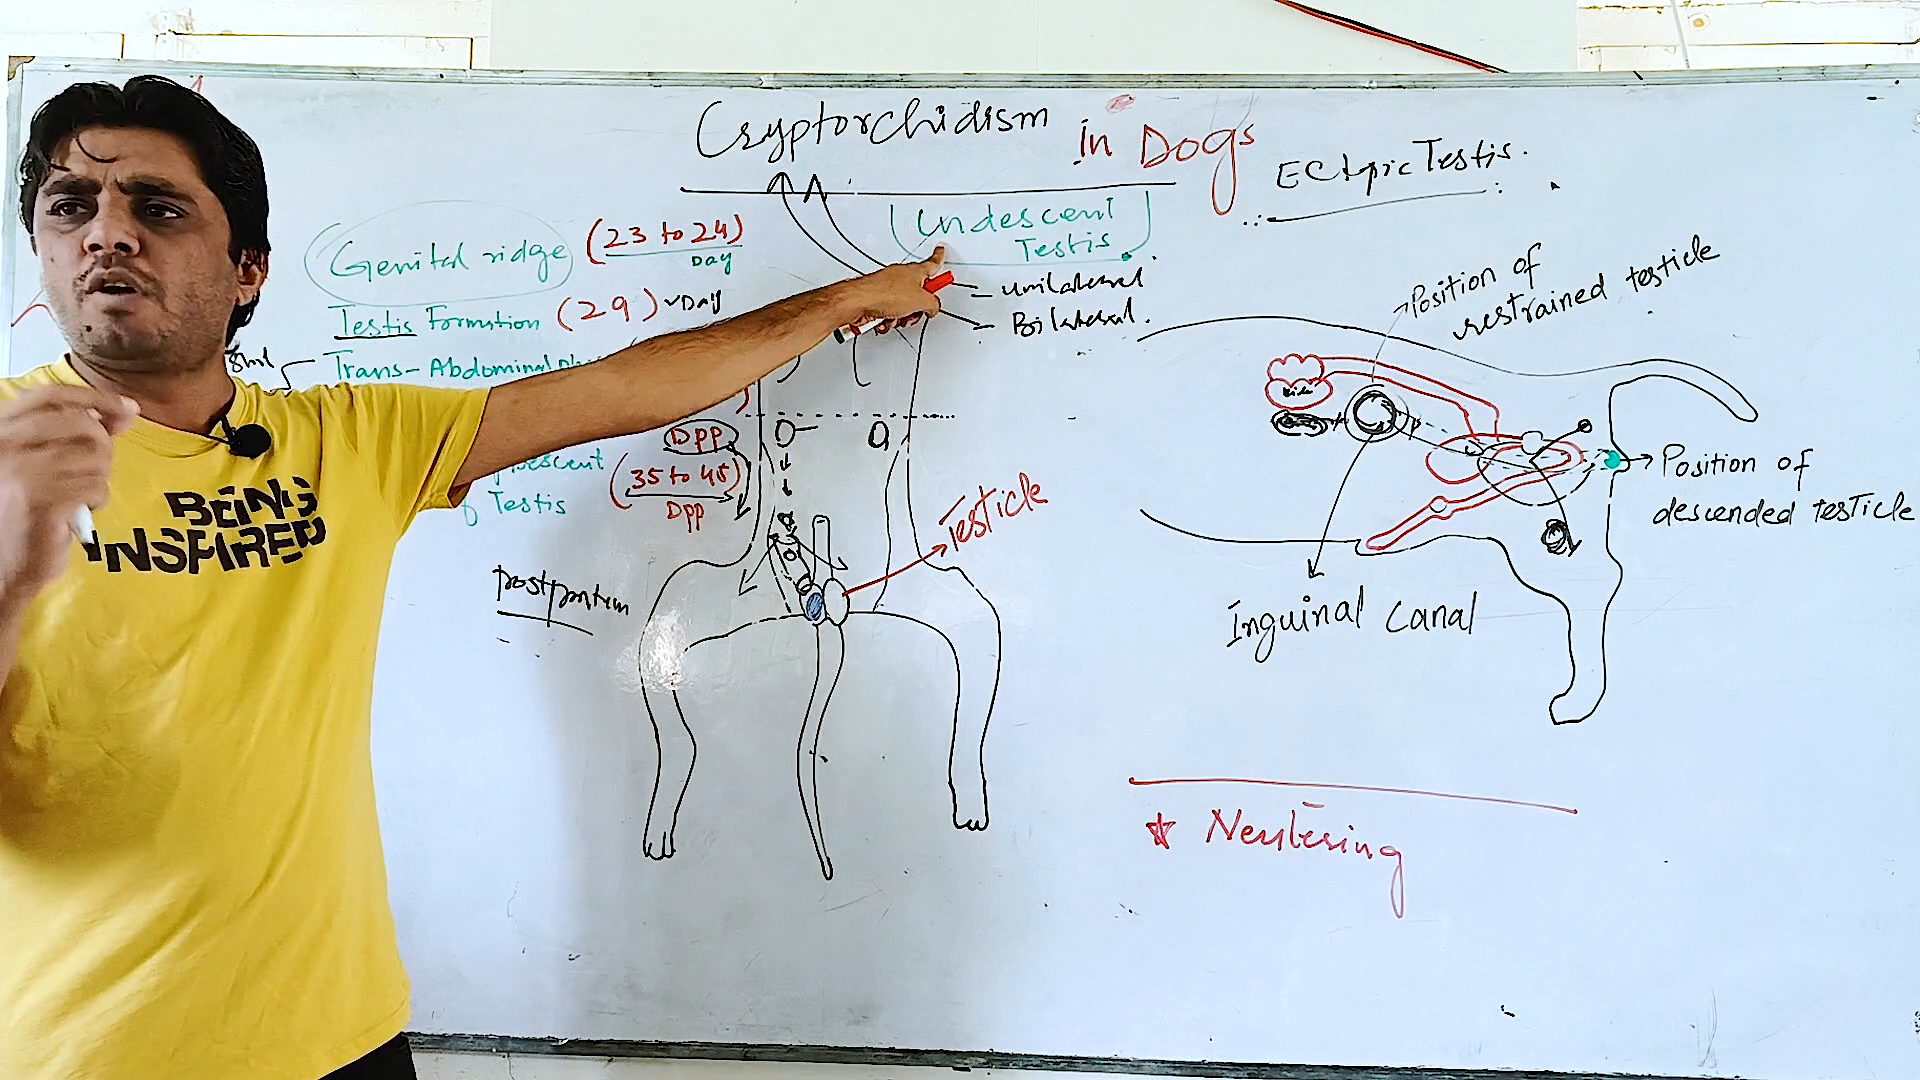 Cryptorchidism in Dogs
Ectopic Testis.
Undescent
Testis.
- unilateral
- Bilateral.
Genital ridge (23 to 24)
Day
Testis Formation (29) Day
Trans-Abdominal
Dpp
(35 to 45)
Dpp
of Testis
postpartum
Testicle
Position of
restrained testicle
Position of
descended testicle
Inguinal canal
* Neutering
BEING
INSPIRED